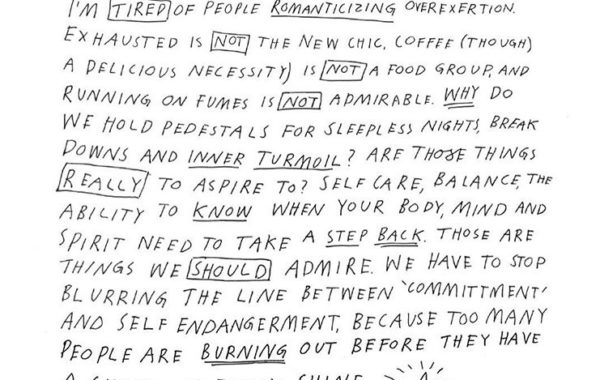 I'M TIRED OF PEOPLE ROMANTICIZING OVEREXERTION.
EXHAUSTED IS NOT THE NEW CHIC, COFFEE (THOUGH
A DELICIOUS NECESSITY) IS NOT A FOOD GROUP, AND
RUNNING ON FUMES IS NOT ADMIRABLE. WHY DO
WE HOLD PEDESTALS FOR SLEEPLESS NIGHTS, BREAK
DOWNS AND INNER TURMOIL? ARE THOSE THINGS
REALLY TO ASPIRE TO? SELF CARE, BALANCE, THE
ABILITY TO KNOW WHEN YOUR BODY, MIND AND
SPIRIT NEED TO TAKE A STEP BACK. THOSE ARE
THINGS WE SHOULD ADMIRE. WE HAVE TO STOP
BLURRING THE LINE BETWEEN 'COMMITTMENT'
AND SELF ENDANGERMENT, BECAUSE TOO MANY
PEOPLE ARE BURNING OUT BEFORE THEY HAVE
A